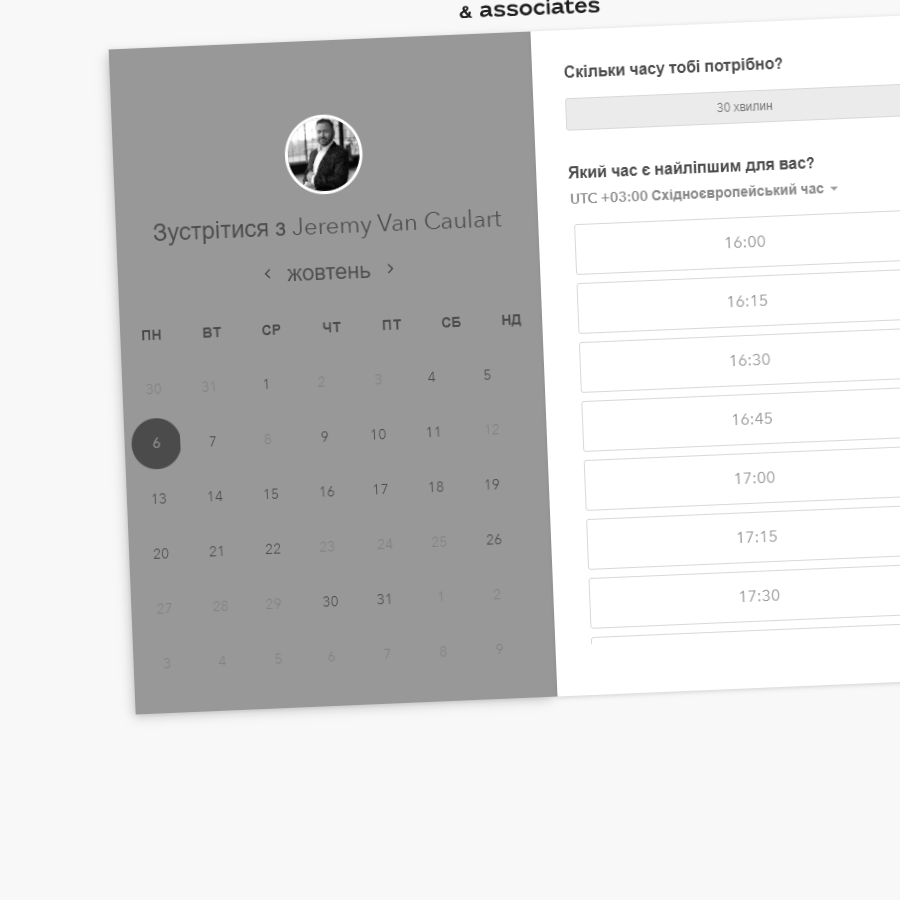 & associates
Зустрітися з Jeremy Van Caulart
жовтень
ПН ВТ СР ЧТ ПТ СБ НД
30 31 1 2 3 4 5
6 7 8 9 10 11 12
13 14 15 16 17 18 19
20 21 22 23 24 25 26
27 28 29 30 31 1 2
3 4 5 6 7 8 9
Скільки часу тобі потрібно?
30 хвилин
Який час є найліпшим для вас?
UTC +03:00 Східноєвропейський час
16:00
16:15
16:30
16:45
17:00
17:15
17:30